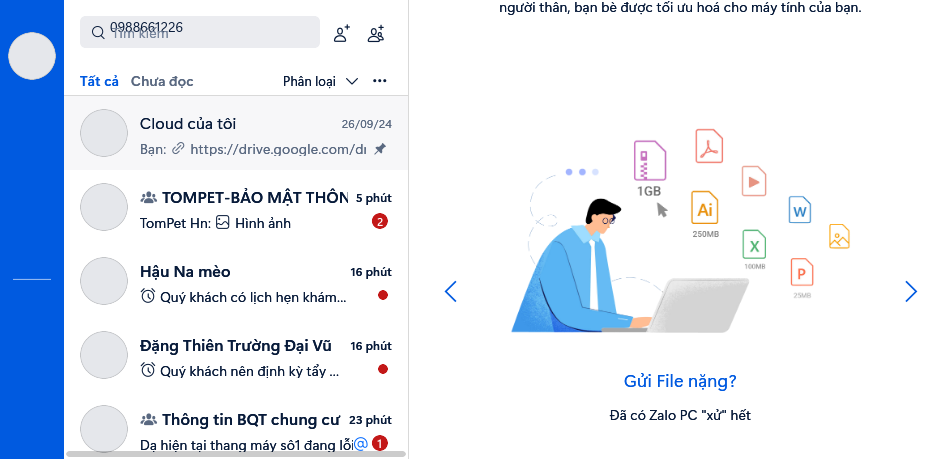 người thân, bạn bè được tối ưu hoá cho máy tính của bạn.
0988661226
Tìm kiếm
Tất cả Chưa đọc Phân loại
Cloud của tôi 26/09/24
Bạn: https://drive.google.com/dr
TOMPET-BẢO MẬT THÔN 5 phút
TomPet Hn: Hình ảnh 2
Hậu Na mèo 16 phút
Quý khách có lịch hẹn khám...
Đặng Thiên Trường Đại Vũ 16 phút
Quý khách nên định kỳ tẩy ...
Thông tin BQT chung cư 23 phút
Dạ hiện tại thang máy số1 đang lỗi @ 1
1GB
Ai
250MB
W
X
100MB
P
25MB
Gửi File nặng?
Đã có Zalo PC "xử" hết